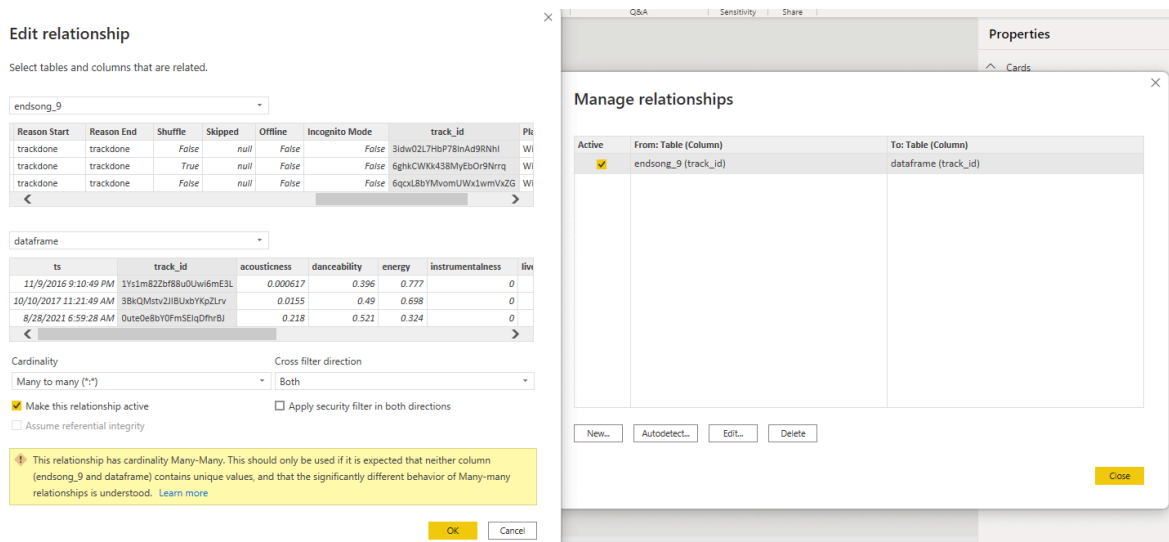 Q&A Sensitivity Share
Edit relationship
Select tables and columns that are related.
endsong_9
Reason Start Reason End Shuffle Skipped Offline Incognito Mode track_id Pla
trackdone trackdone False null False False 3idw02L7HbP78InAd9RNhI Wi
trackdone trackdone True null False False 6ghkCWKk438MyEbOr9Nrrq Wi
trackdone trackdone False null False False 6qcxL8bYMvomUWx1wmVxZG Wi
dataframe
ts track_id acousticness danceability energy instrumentalness live
11/9/2016 9:10:49 PM 1Ys1m82Zbf88u0Uwi6mE3L 0.000617 0.396 0.777 0
10/10/2017 11:21:49 AM 3BkQMstv2JIBUxbYKpZLrv 0.0155 0.49 0.698 0
8/28/2021 6:59:28 AM 0ute0e8bY0FmSEIqDfhrBJ 0.218 0.521 0.324 0
Cardinality Cross filter direction
Many to many (*:*) Both
Make this relationship active Apply security filter in both directions
Assume referential integrity
This relationship has cardinality Many-Many. This should only be used if it is expected that neither column
(endsong_9 and dataframe) contains unique values, and that the significantly different behavior of Many-many
relationships is understood. Learn more
OK Cancel
Properties
Cards
Manage relationships
Active From: Table (Column) To: Table (Column)
endsong_9 (track_id) dataframe (track_id)
New... Autodetect... Edit... Delete
Close